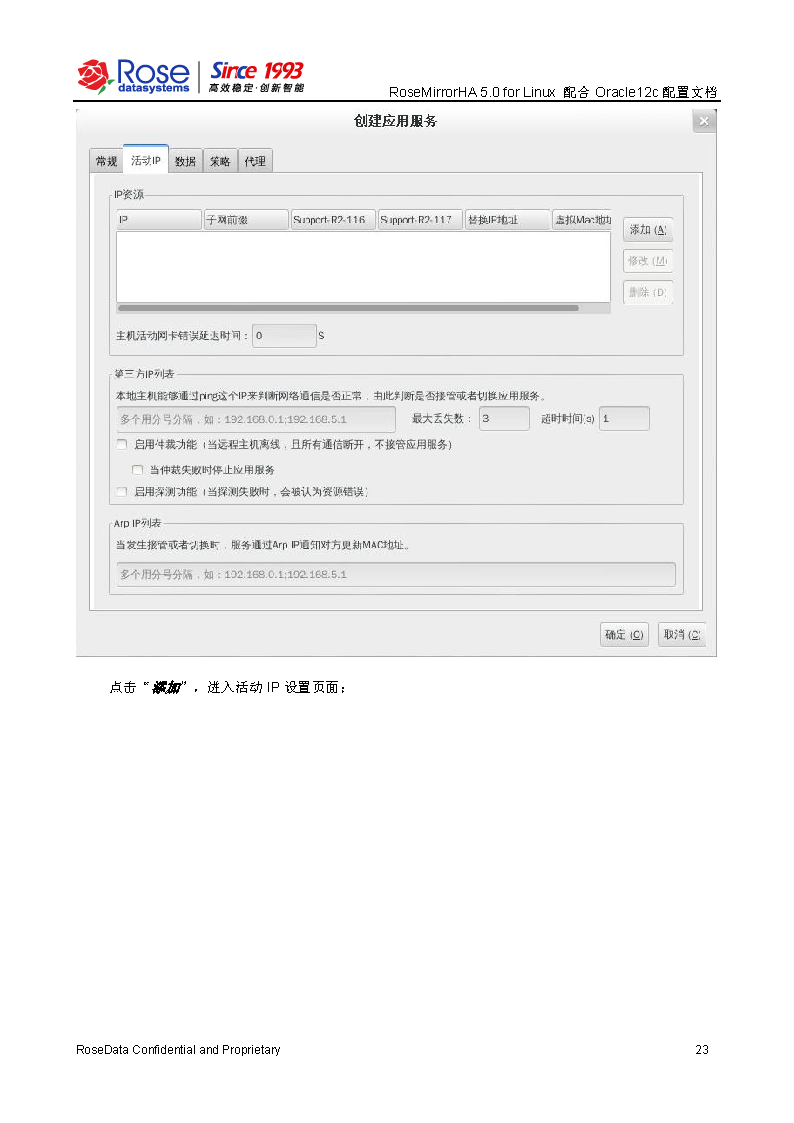 Rose
datasystems
Since 1993
高效稳定·创新智能
RoseMirrorHA 5.0 for Linux 配合 Oracle12c 配置文档
创建应用服务
常规 活动IP 数据 策略 代理
IP资源
IP 子网前缀 Support-R2-116 Support-R2-117 替换IP地址 虚拟Mac地址
添加 (A)
修改 (M)
删除 (D)
主机活动网卡错误延迟时间： 0 S
第三方IP列表
本地主机能够通过ping这个IP来判断网络通信是否正常，由此判断是否接管或者切换应用服务。
多个用分号分隔，如：192.168.0.1;192.168.5.1 最大丢失数： 3 超时时间(s) 1
启用仲裁功能（当远程主机离线，且所有通信断开，不接管应用服务）
当仲裁失败时停止应用服务
启用探测功能（当探测失败时，会被认为资源错误）
Arp IP列表
当发生接管或者切换时，服务通过Arp IP通知对方更新MAC地址。
多个用分号分隔，如：192.168.0.1;192.168.5.1
确定 (O) 取消 (C)
点击“添加”，进入活动 IP 设置页面；
RoseData Confidential and Proprietary 23